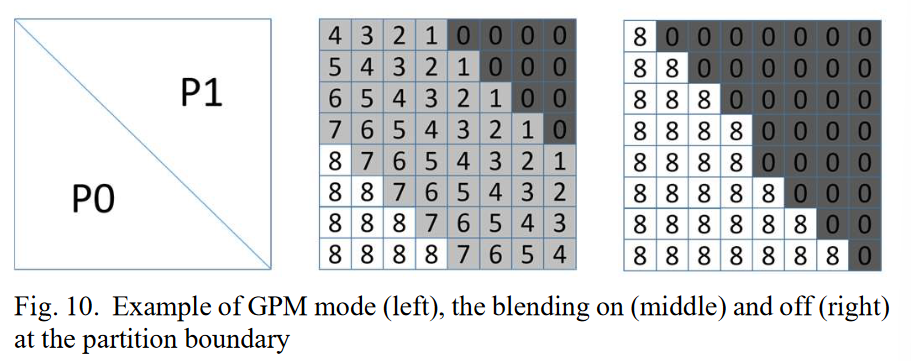 P1
P0
4 3 2 1 0 0 0 0
5 4 3 2 1 0 0 0
6 5 4 3 2 1 0 0
7 6 5 4 3 2 1 0
8 7 6 5 4 3 2 1
8 8 7 6 5 4 3 2
8 8 8 7 6 5 4 3
8 8 8 8 7 6 5 4
8 0 0 0 0 0 0 0
8 8 0 0 0 0 0 0
8 8 8 0 0 0 0 0
8 8 8 8 0 0 0 0
8 8 8 8 0 0 0 0
8 8 8 8 8 0 0 0
8 8 8 8 8 8 0 0
8 8 8 8 8 8 8 0
Fig. 10. Example of GPM mode (left), the blending on (middle) and off (right)
at the partition boundary